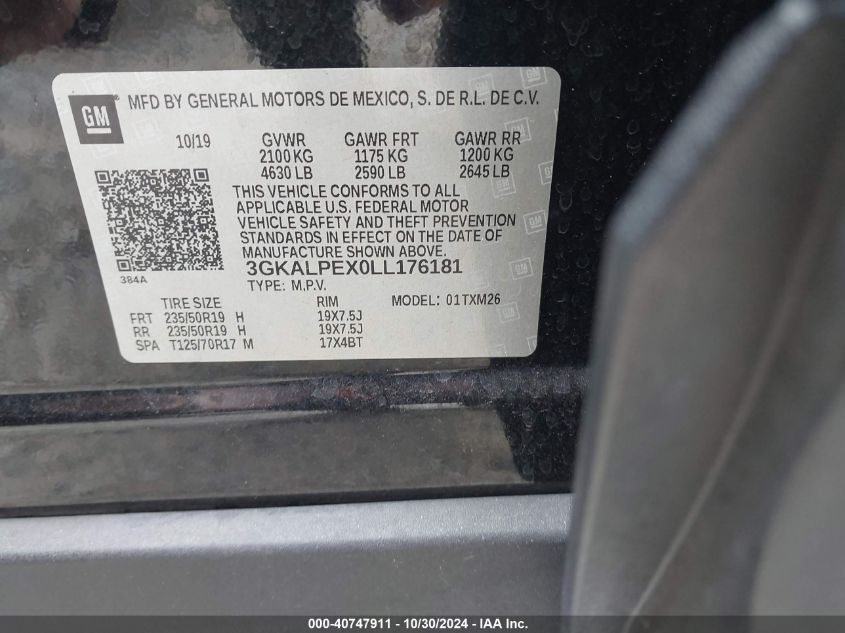 GM
MFD BY GENERAL MOTORS DE MEXICO, S. DE R.L. DE C.V.
10/19 GVWR GAWR FRT GAWR RR
2100 KG 1175 KG 1200 KG
4630 LB 2590 LB 2645 LB
THIS VEHICLE CONFORMS TO ALL
APPLICABLE U.S. FEDERAL MOTOR
VEHICLE SAFETY AND THEFT PREVENTION
STANDARDS IN EFFECT ON THE DATE OF
MANUFACTURE SHOWN ABOVE.
384A
3GKALPEX0LL176181
TYPE: M.P.V.
TIRE SIZE RIM MODEL: 01TXM26
FRT 235/50R19 H 19X7.5J
RR 235/50R19 H 19X7.5J
SPA T125/70R17 M 17X4BT
000-40747911 - 10/30/2024 - IAA Inc.